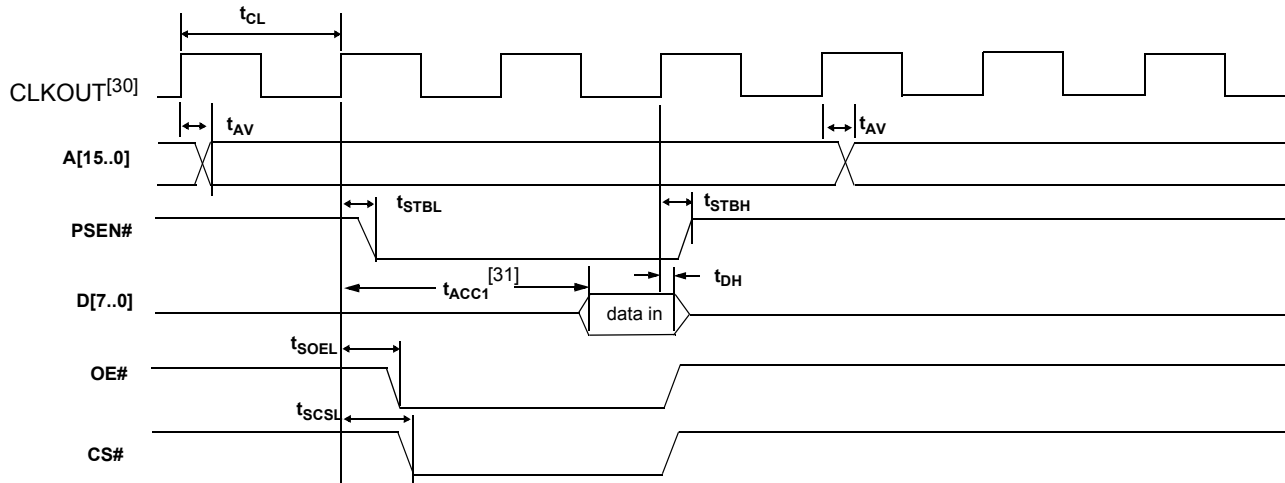 tCL
CLKOUT[30]
tAV
tAV
A[15..0]
tSTBL
tSTBH
PSEN#
[31]
tACC1
tDH
D[7..0]
data in
tSOEL
OE#
tSCSL
CS#